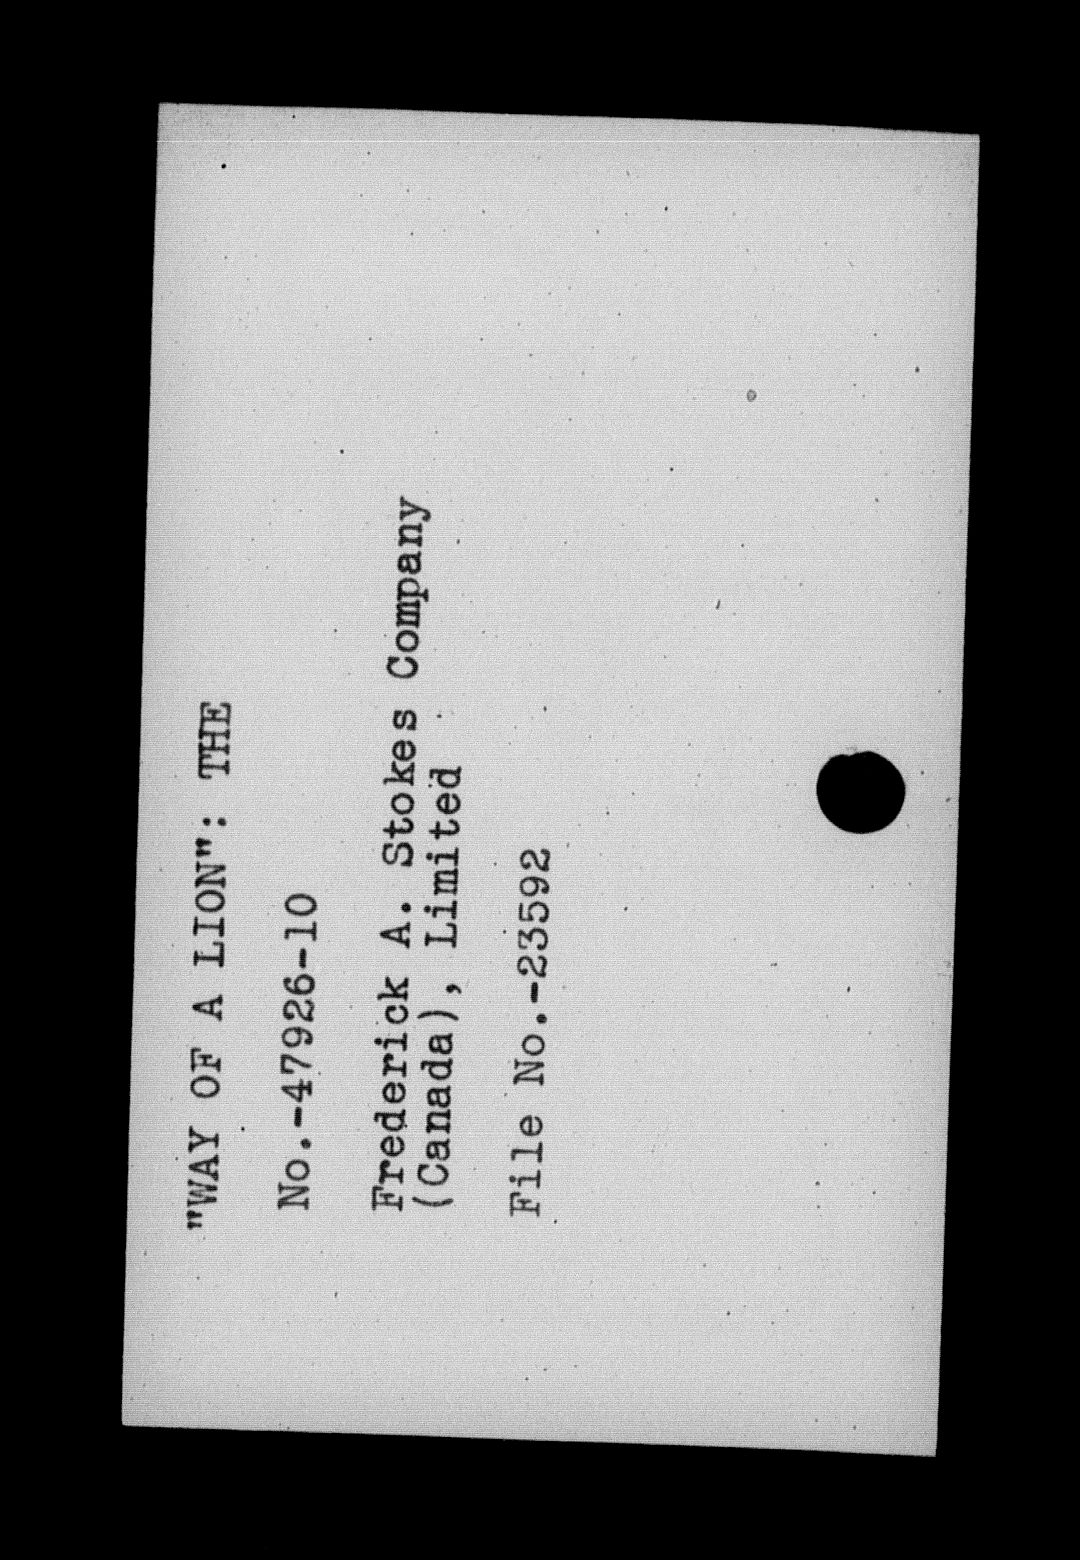 "WAY OF A LION": THE
No.-47926-10
Frederick A. Stokes Company
(Canada), Limited
File No.-23592